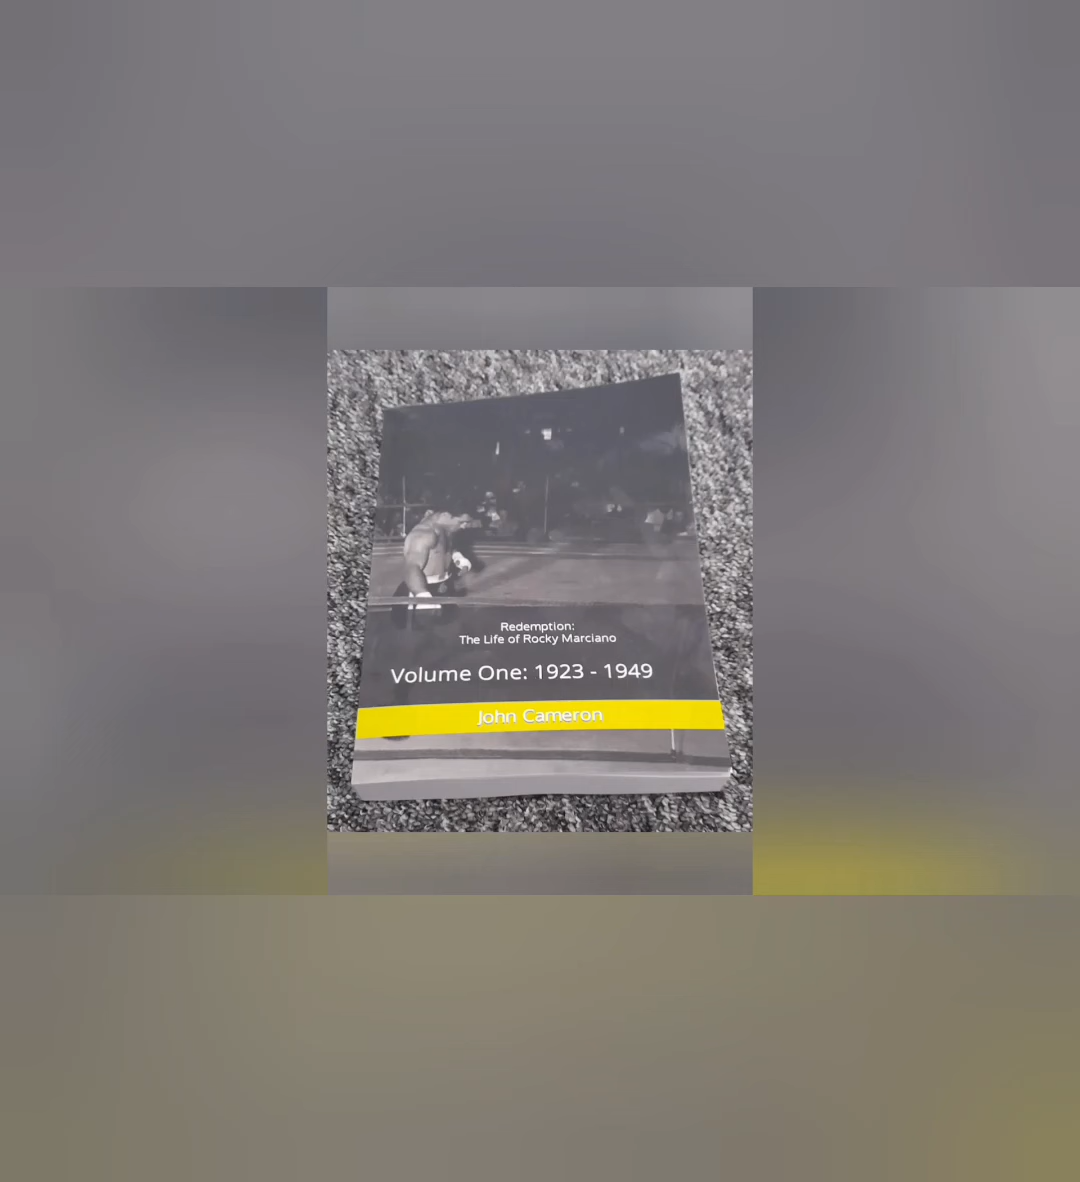 Redemption:
The Life of Rocky Marciano
Volume One: 1923 - 1949
John Cameron